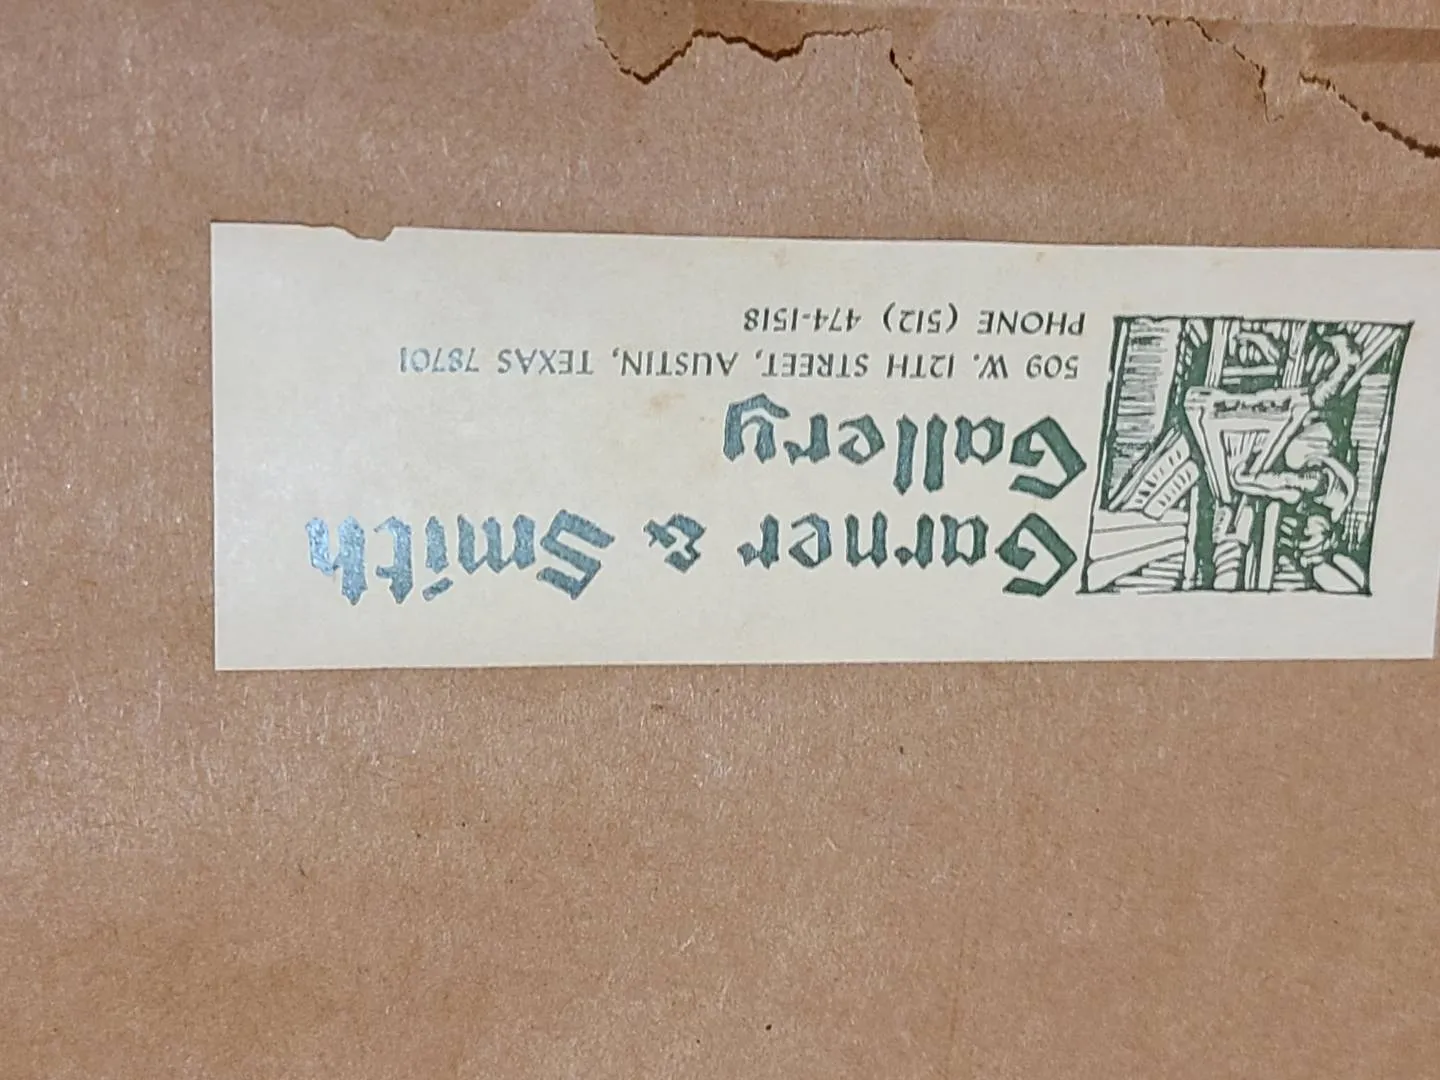 Garner & Smith
Gallery
509 W. 12TH STREET, AUSTIN, TEXAS 78701
PHONE (512) 474-1518